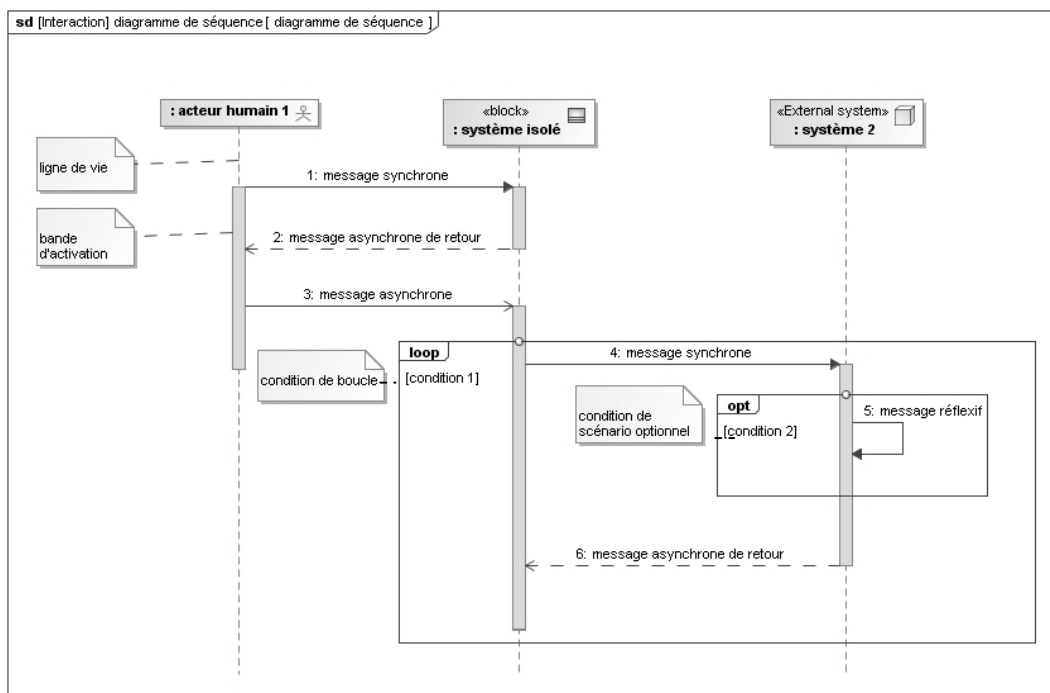 sd [Interaction] diagramme de séquence[ diagramme de séquence ]
: acteur humain 1
«block»
: système isolé
«External system»
: système 2
ligne de vie
1: message synchrone
bande
d'activation
2: message asynchrone de retour
3: message asynchrone
loop
4: message synchrone
condition de boucle
[condition 1]
opt
5: message réflexif
condition de
scénario optionnel
[condition 2]
6: message asynchrone de retour